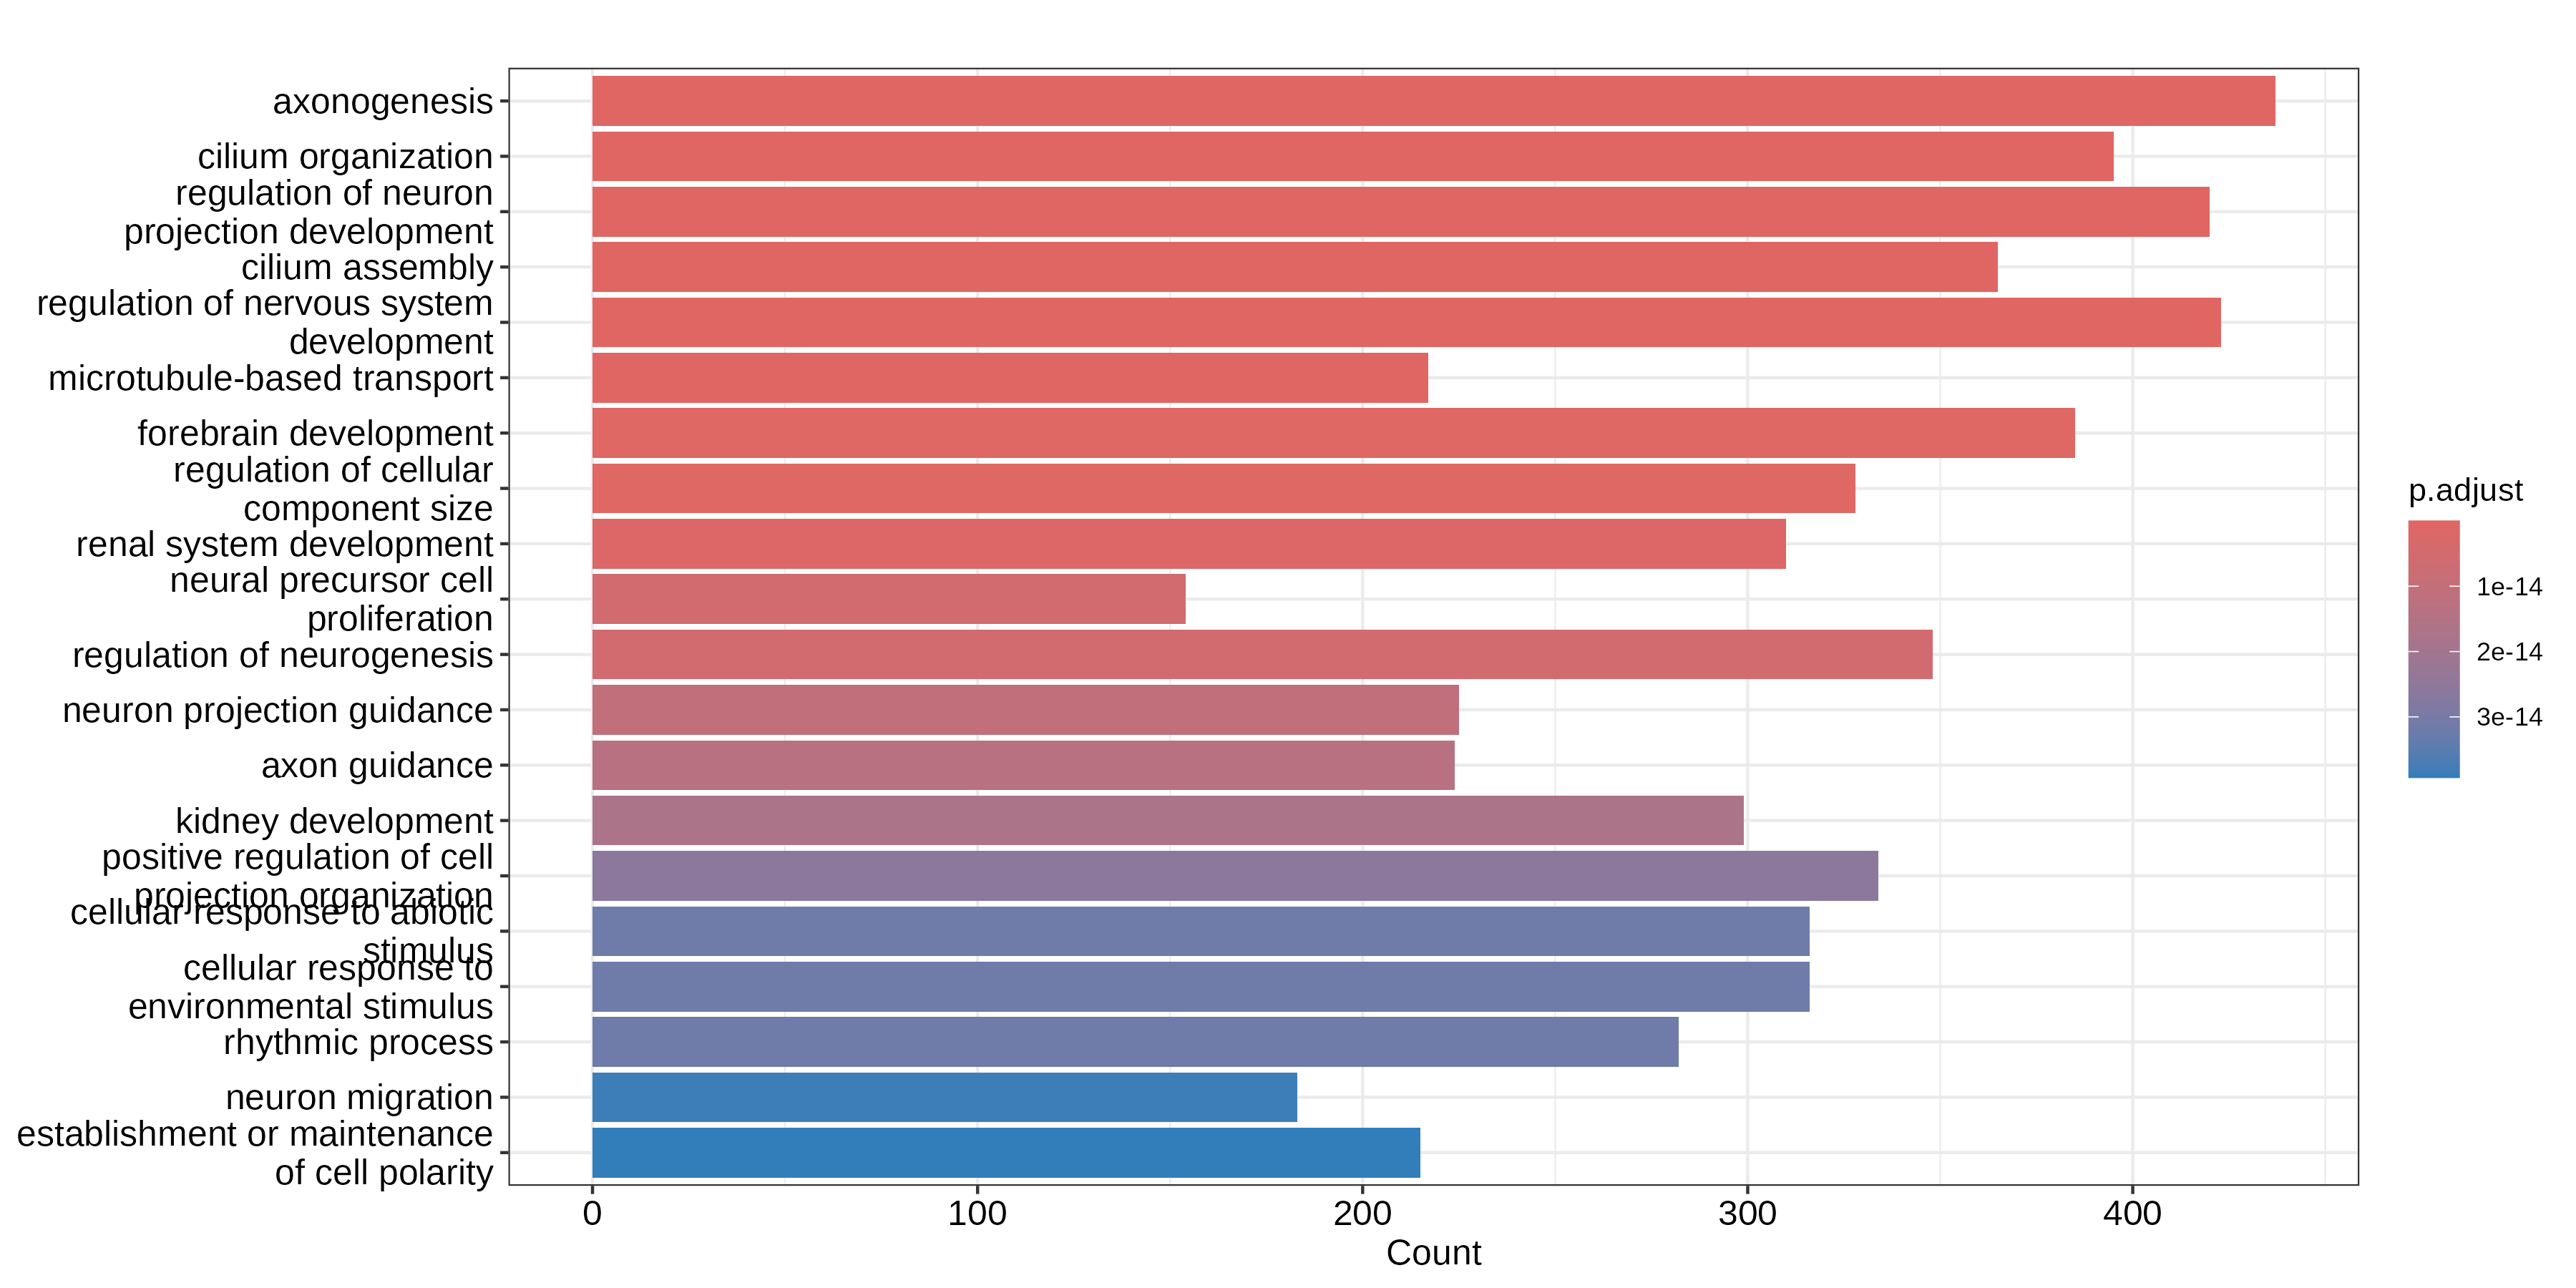 axonogenesis
cilium organization
regulation of neuron
projection development
cilium assembly
regulation of nervous system
development
microtubule-based transport
forebrain development
regulation of cellular
component size
renal system development
neural precursor cell
proliferation
regulation of neurogenesis
neuron projection guidance
axon guidance
kidney development
positive regulation of cell
projection organization
cellular response to abiotic
stimulus
cellular response to
environmental stimulus
rhythmic process
neuron migration
establishment or maintenance
of cell polarity
0 100 200 300 400
Count
p.adjust
1e-14
2e-14
3e-14